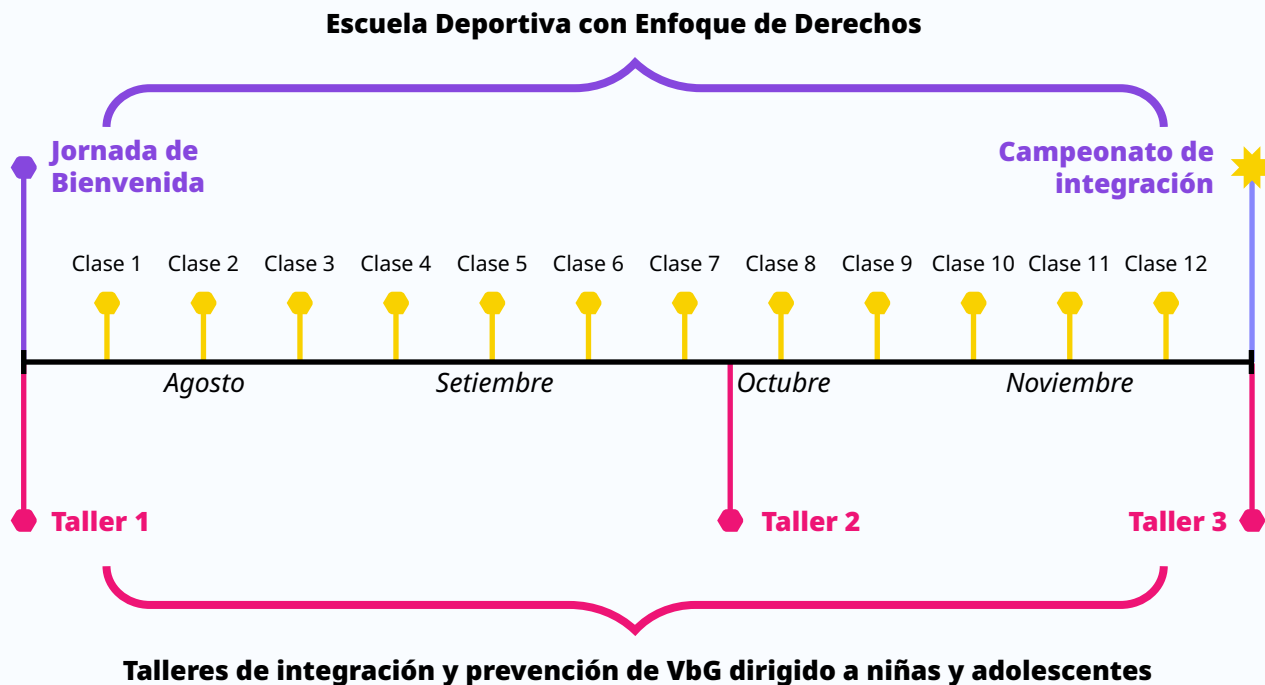 Escuela Deportiva con Enfoque de Derechos
Jornada de
Bienvenida
Campeonato de
integración
Clase 1
Clase 2
Clase 3
Clase 4
Clase 5
Clase 6
Clase 7
Clase 8
Clase 9
Clase 10
Clase 11
Clase 12
Agosto
Setiembre
Octubre
Noviembre
Taller 1
Taller 2
Taller 3
Talleres de integración y prevención de VbG dirigido a niñas y adolescentes